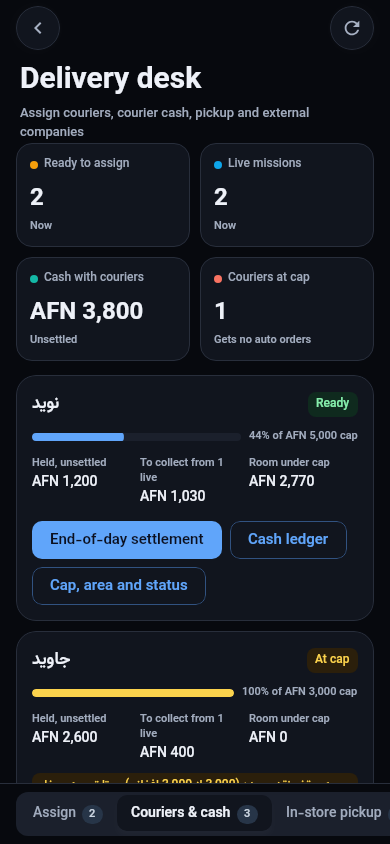 Delivery desk
Assign couriers, courier cash, pickup and external
companies
Ready to assign
2
Now
Live missions
2
Now
Cash with couriers
AFN 3,800
Unsettled
Couriers at cap
1
Gets no auto orders
نوید
Ready
44% of AFN 5,000 cap
Held, unsettled
AFN 1,200
To collect from 1
live
AFN 1,030
Room under cap
AFN 2,770
End-of-day settlement
Cash ledger
Cap, area and status
جاوید
At cap
100% of AFN 3,000 cap
Held, unsettled
AFN 2,600
To collect from 1
live
AFN 400
Room under cap
AFN 0
Assign 2
Couriers & cash 3
In-store pickup